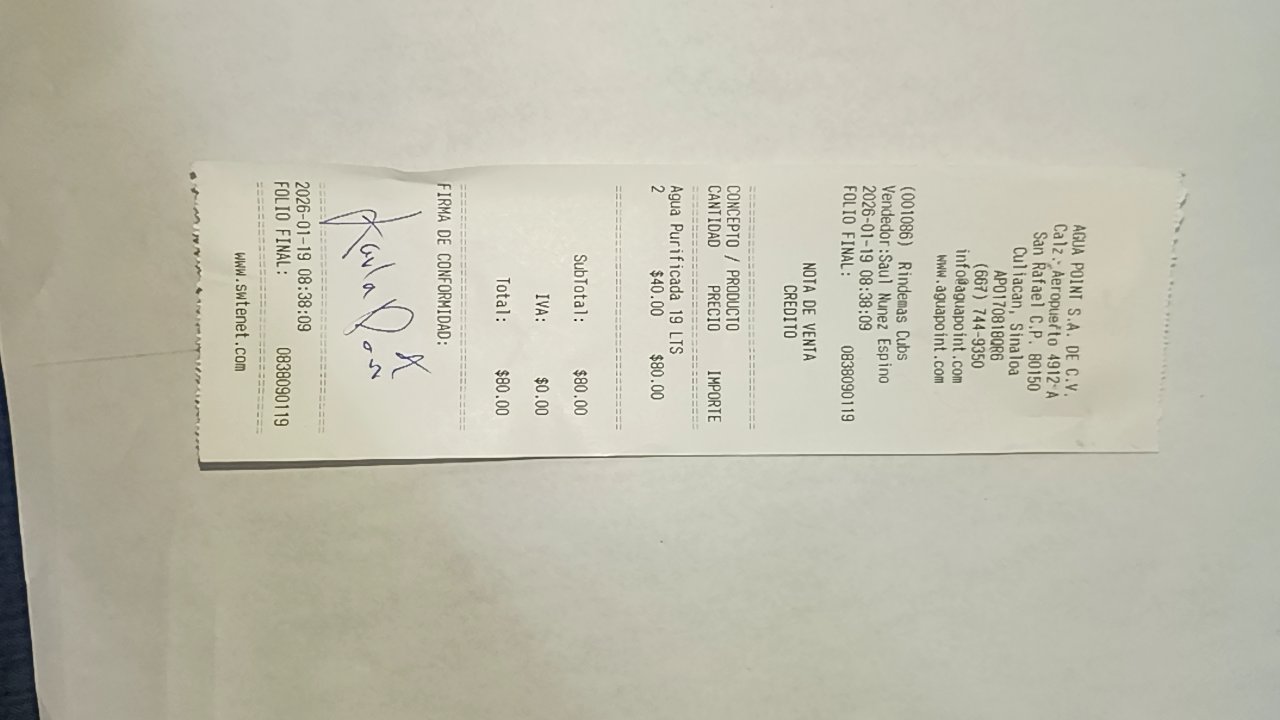 AGUA POINT S.A. DE C.V.
Calz. Aeropuerto 4912-A
San Rafael C.P. 80150
Culiacan, Sinaloa
APO170818QR6
(667) 744-9350
info@aguapoint.com
www.aguapoint.com
(001086) Rindemas Cubs
Vendedor:Saul Nunez Espino
2026-01-19 08:38:09
FOLIO FINAL: 0838090119
NOTA DE VENTA
CREDITO
CONCEPTO / PRODUCTO
CANTIDAD PRECIO IMPORTE
Agua Purificada 19 LTS
2 $40.00 $80.00
SubTotal: $80.00
IVA: $0.00
Total: $80.00
FIRMA DE CONFORMIDAD:
Karla
2026-01-19 08:38:09
FOLIO FINAL: 0838090119
www.swtenet.com